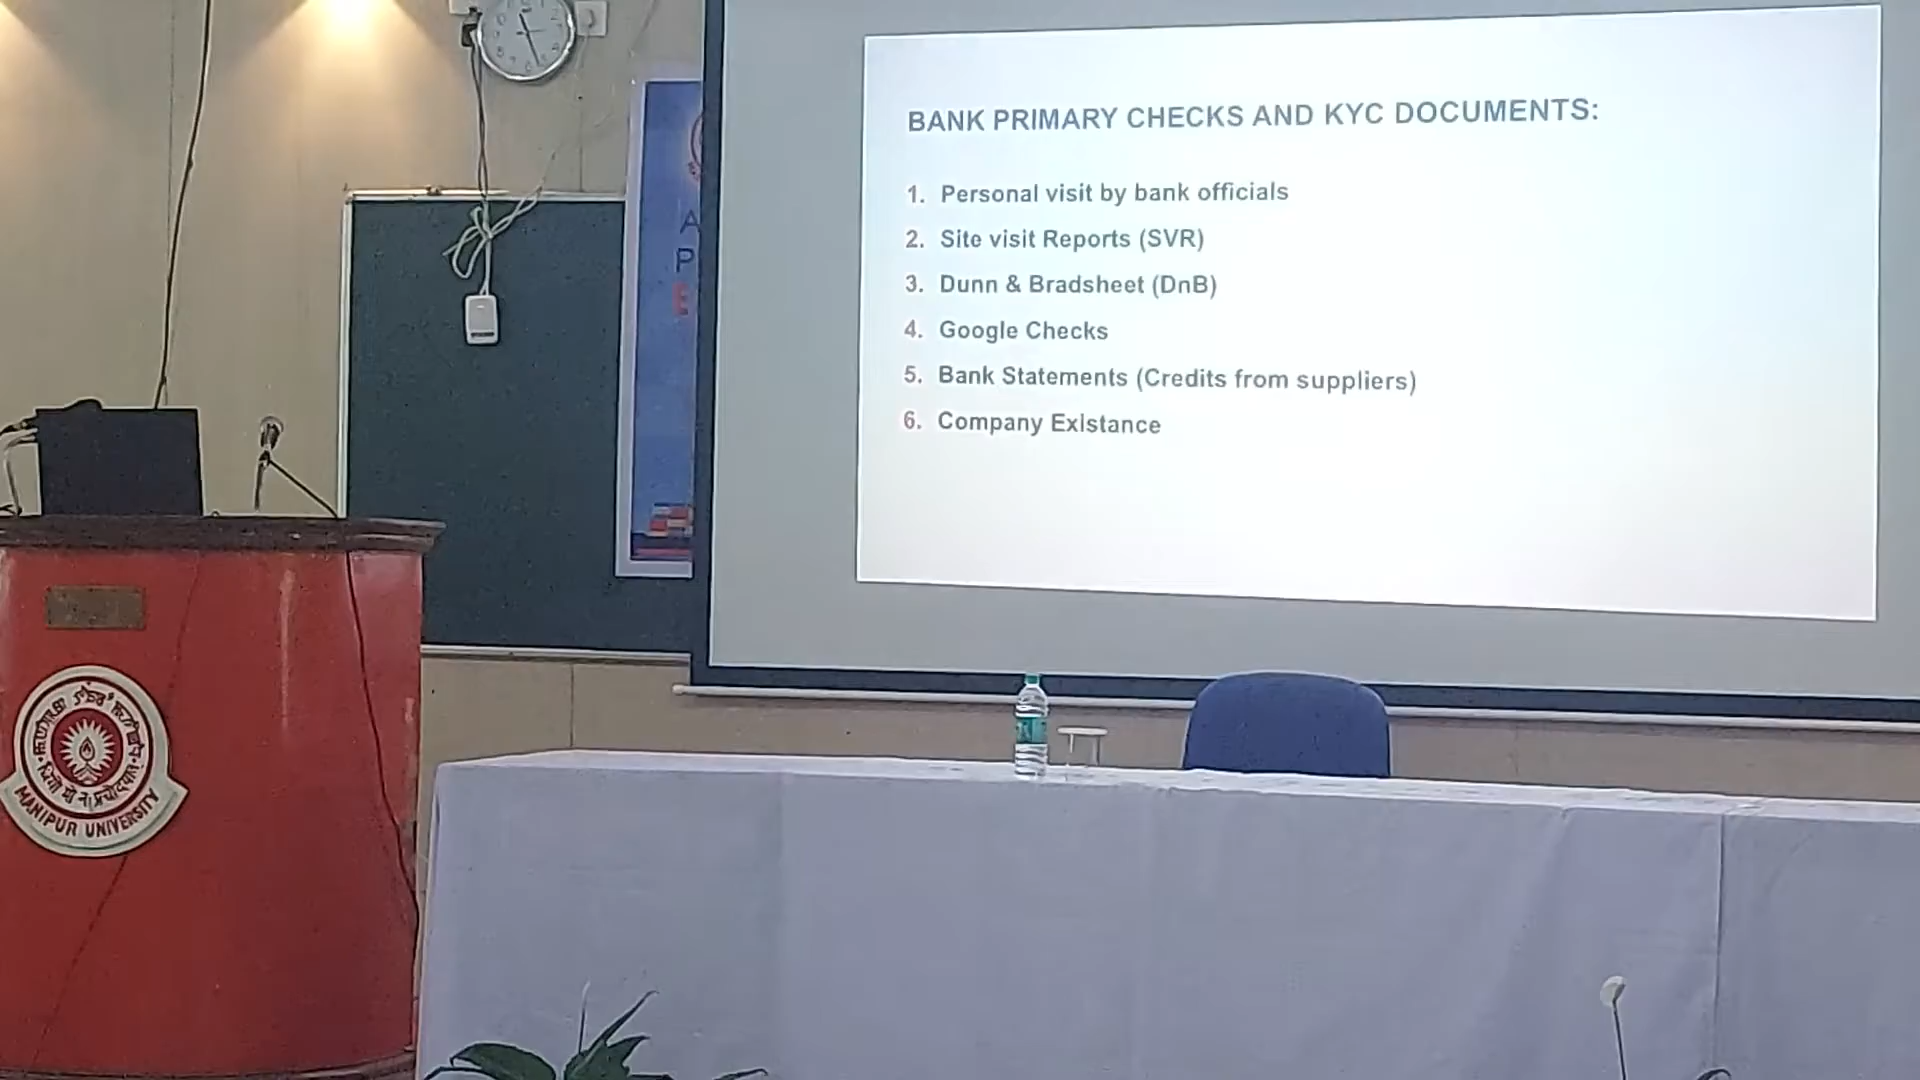 BANK PRIMARY CHECKS AND KYC DOCUMENTS:
1. Personal visit by bank officials
2. Site visit Reports (SVR)
3. Dunn & Bradsheet (DnB)
4. Google Checks
5. Bank Statements (Credits from suppliers)
6. Company Existance
A
P
E
MANIPUR UNIVERSITY